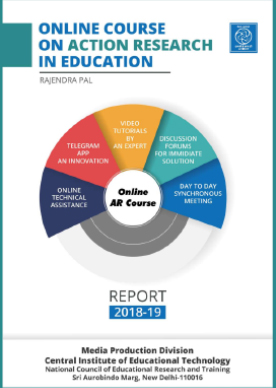 ONLINE COURSE
ON ACTION RESEARCH
IN EDUCATION
RAJENDRA PAL
VIDEO
TUTORIALS
BY
AN EXPERT
TELEGRAM
APP
AN INNOVATION
DISCUSSION
FORUMS
FOR IMMIDIATE
SOLUTION
ONLINE
TECHNICAL
ASSISTANCE
Online
AR Course
DAY TO DAY
SYNCHRONOUS
MEETING
REPORT
2018-19
Media Production Division
Central Institute of Educational Technology
National Council of Educational Research and Training
Sri Aurobindo Marg, New Delhi-110016